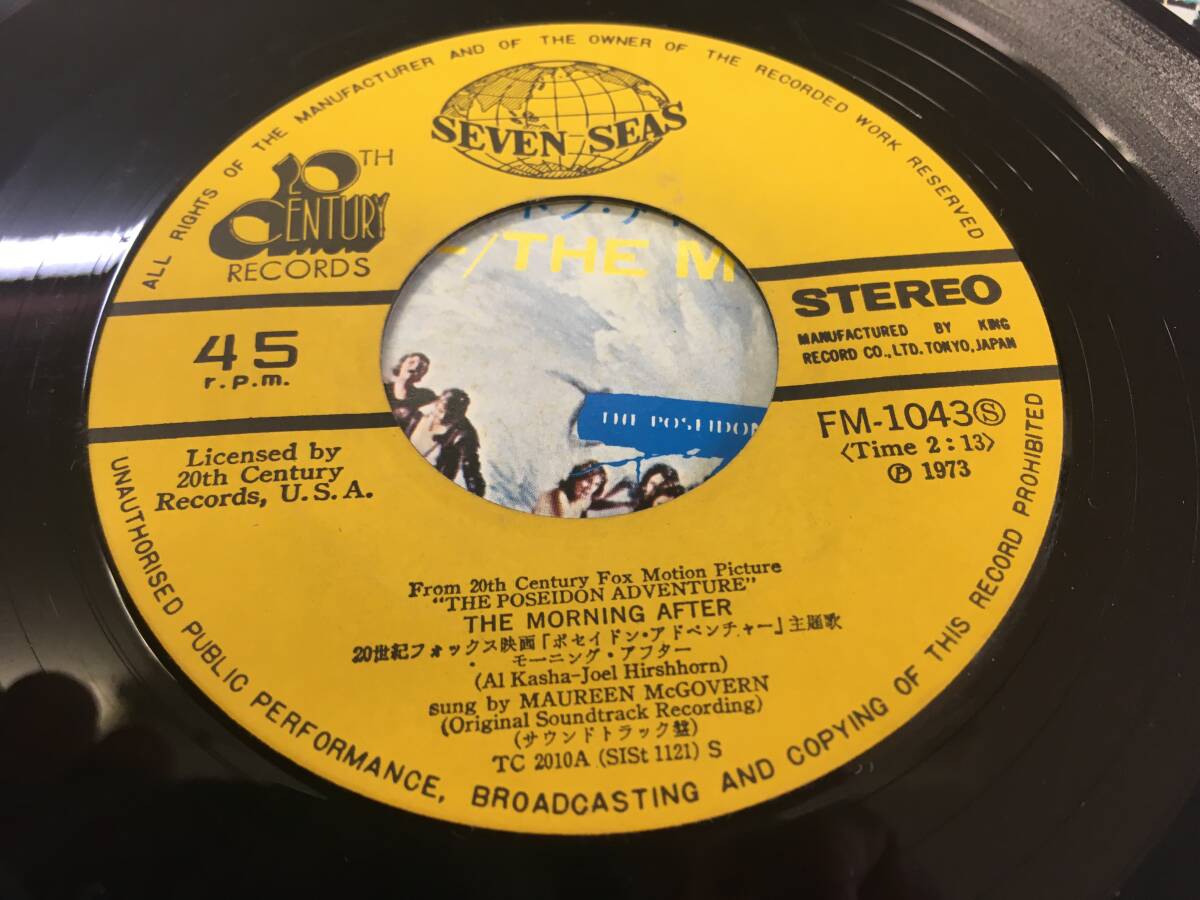 ALL RIGHTS OF THE MANUFACTURER AND OF THE OWNER OF THE RECORDED WORK RESERVED
SEVEN SEAS
20TH
CENTURY
RECORDS
/THE M
STEREO
MANUFACTURED BY KING
RECORD CO., LTD. TOKYO, JAPAN
45
r.p.m.
THE POSEIDON
FM-1043Ⓢ
〈Time 2:13〉
Ⓟ 1973
Licensed by
20th Century
Records, U.S.A.
From 20th Century Fox Motion Picture
"THE POSEIDON ADVENTURE"
THE MORNING AFTER
20世紀フォックス映画「ポセイドン・アドベンチャー」主題歌
モーニング・アフター
(Al Kasha-Joel Hirshhorn)
sung by MAUREEN McGOVERN
(Original Soundtrack Recording)
(サウンドトラック盤)
TC 2010A (SISt 1121) S
UNAUTHORISED PUBLIC PERFORMANCE, BROADCASTING AND COPYING OF THIS RECORD PROHIBITED